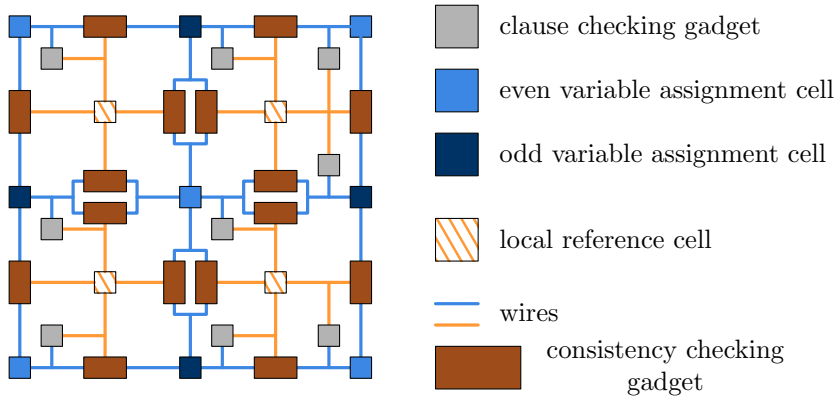 clause checking gadget
even variable assignment cell
odd variable assignment cell
local reference cell
wires
consistency checking
gadget